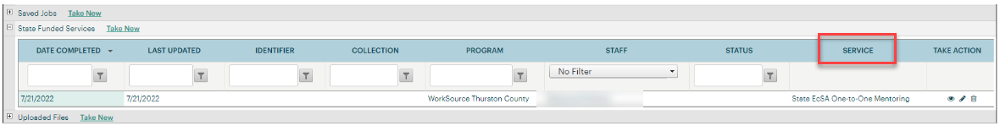 Saved Jobs Take New
State Funded Services Take New
DATE COMPLETED LAST UPDATED IDENTIFIER COLLECTION PROGRAM STAFF STATUS SERVICE TAKE ACTION
No Filter
7/21/2022 7/21/2022 WorkSource Thurston County State EcSA One-to-One Mentoring
Uploaded Files Take New